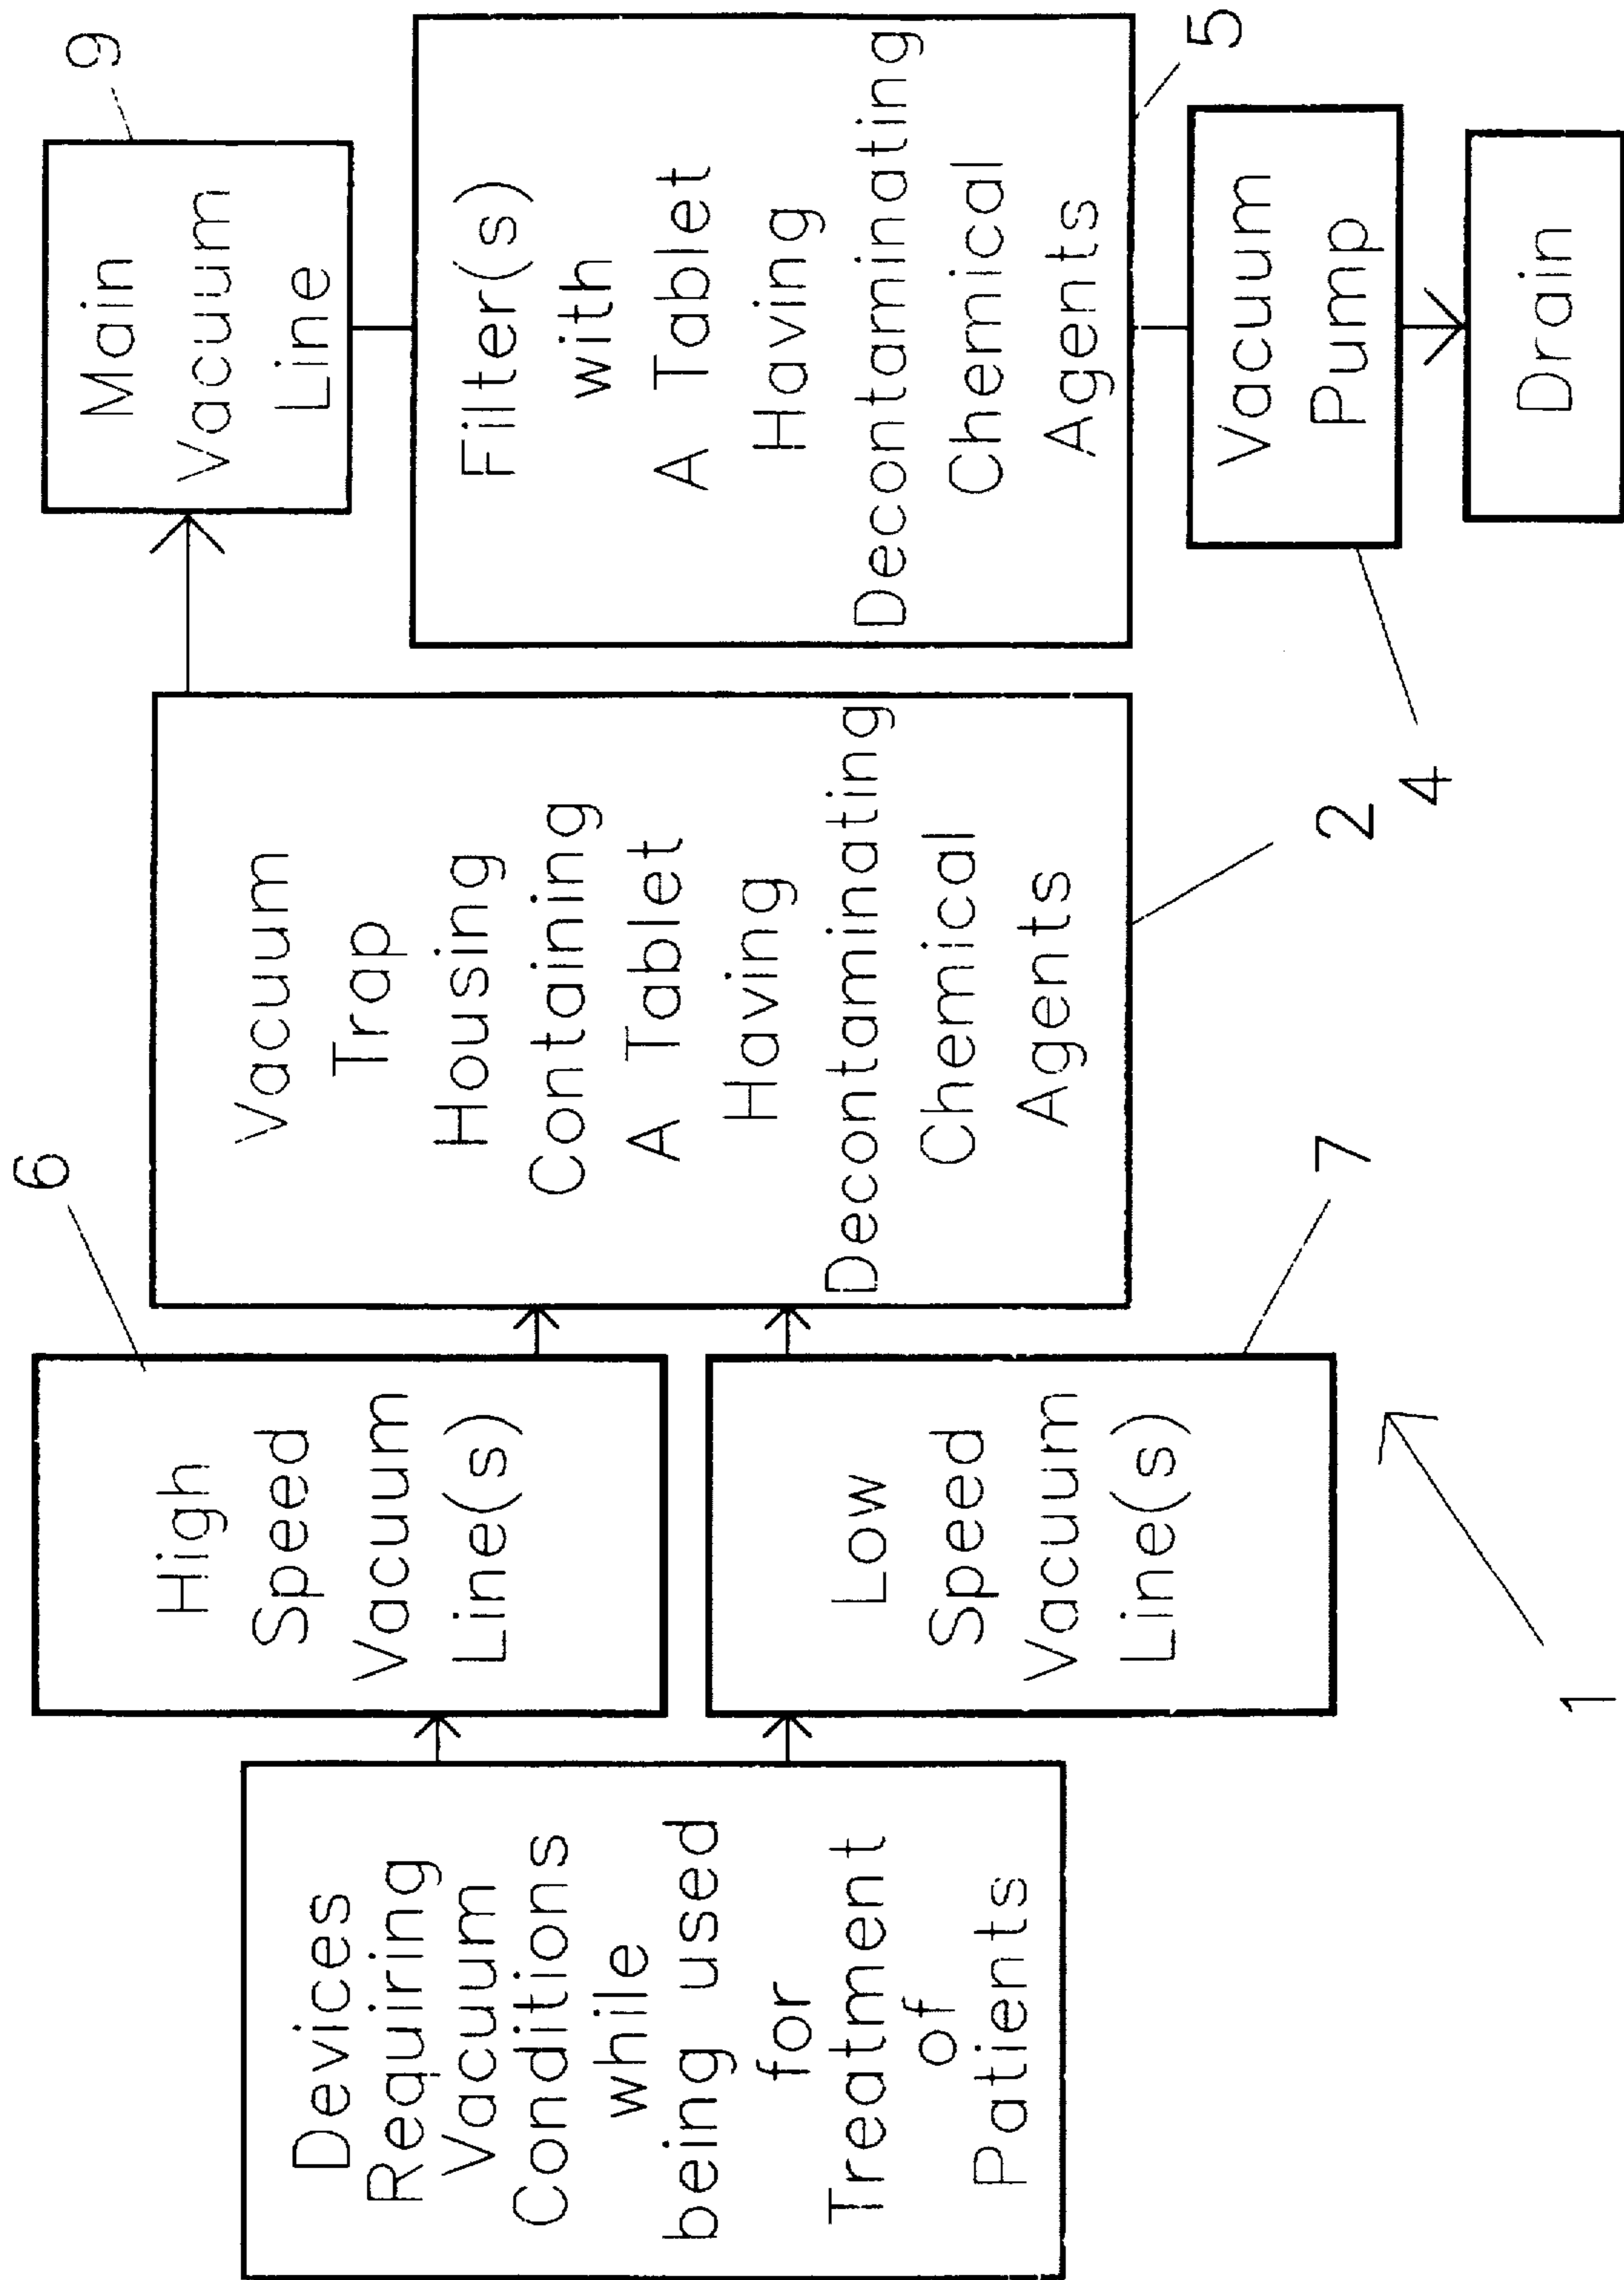 Devices
Requiring
Vacuum
Conditions
while
being used
for
Treatment
of
Patients
High
Speed
Vacuum
Line(s)
6
Low
Speed
Vacuum
Line(s)
7
1
Vacuum
Trap
Housing
Containing
A Tablet
Having
Decontaminating
Chemical
Agents
2
Main
Vacuum
Line
9
Filter(s)
with
A Tablet
Having
Decontaminating
Chemical
Agents
5
Vacuum
Pump
4
Drain